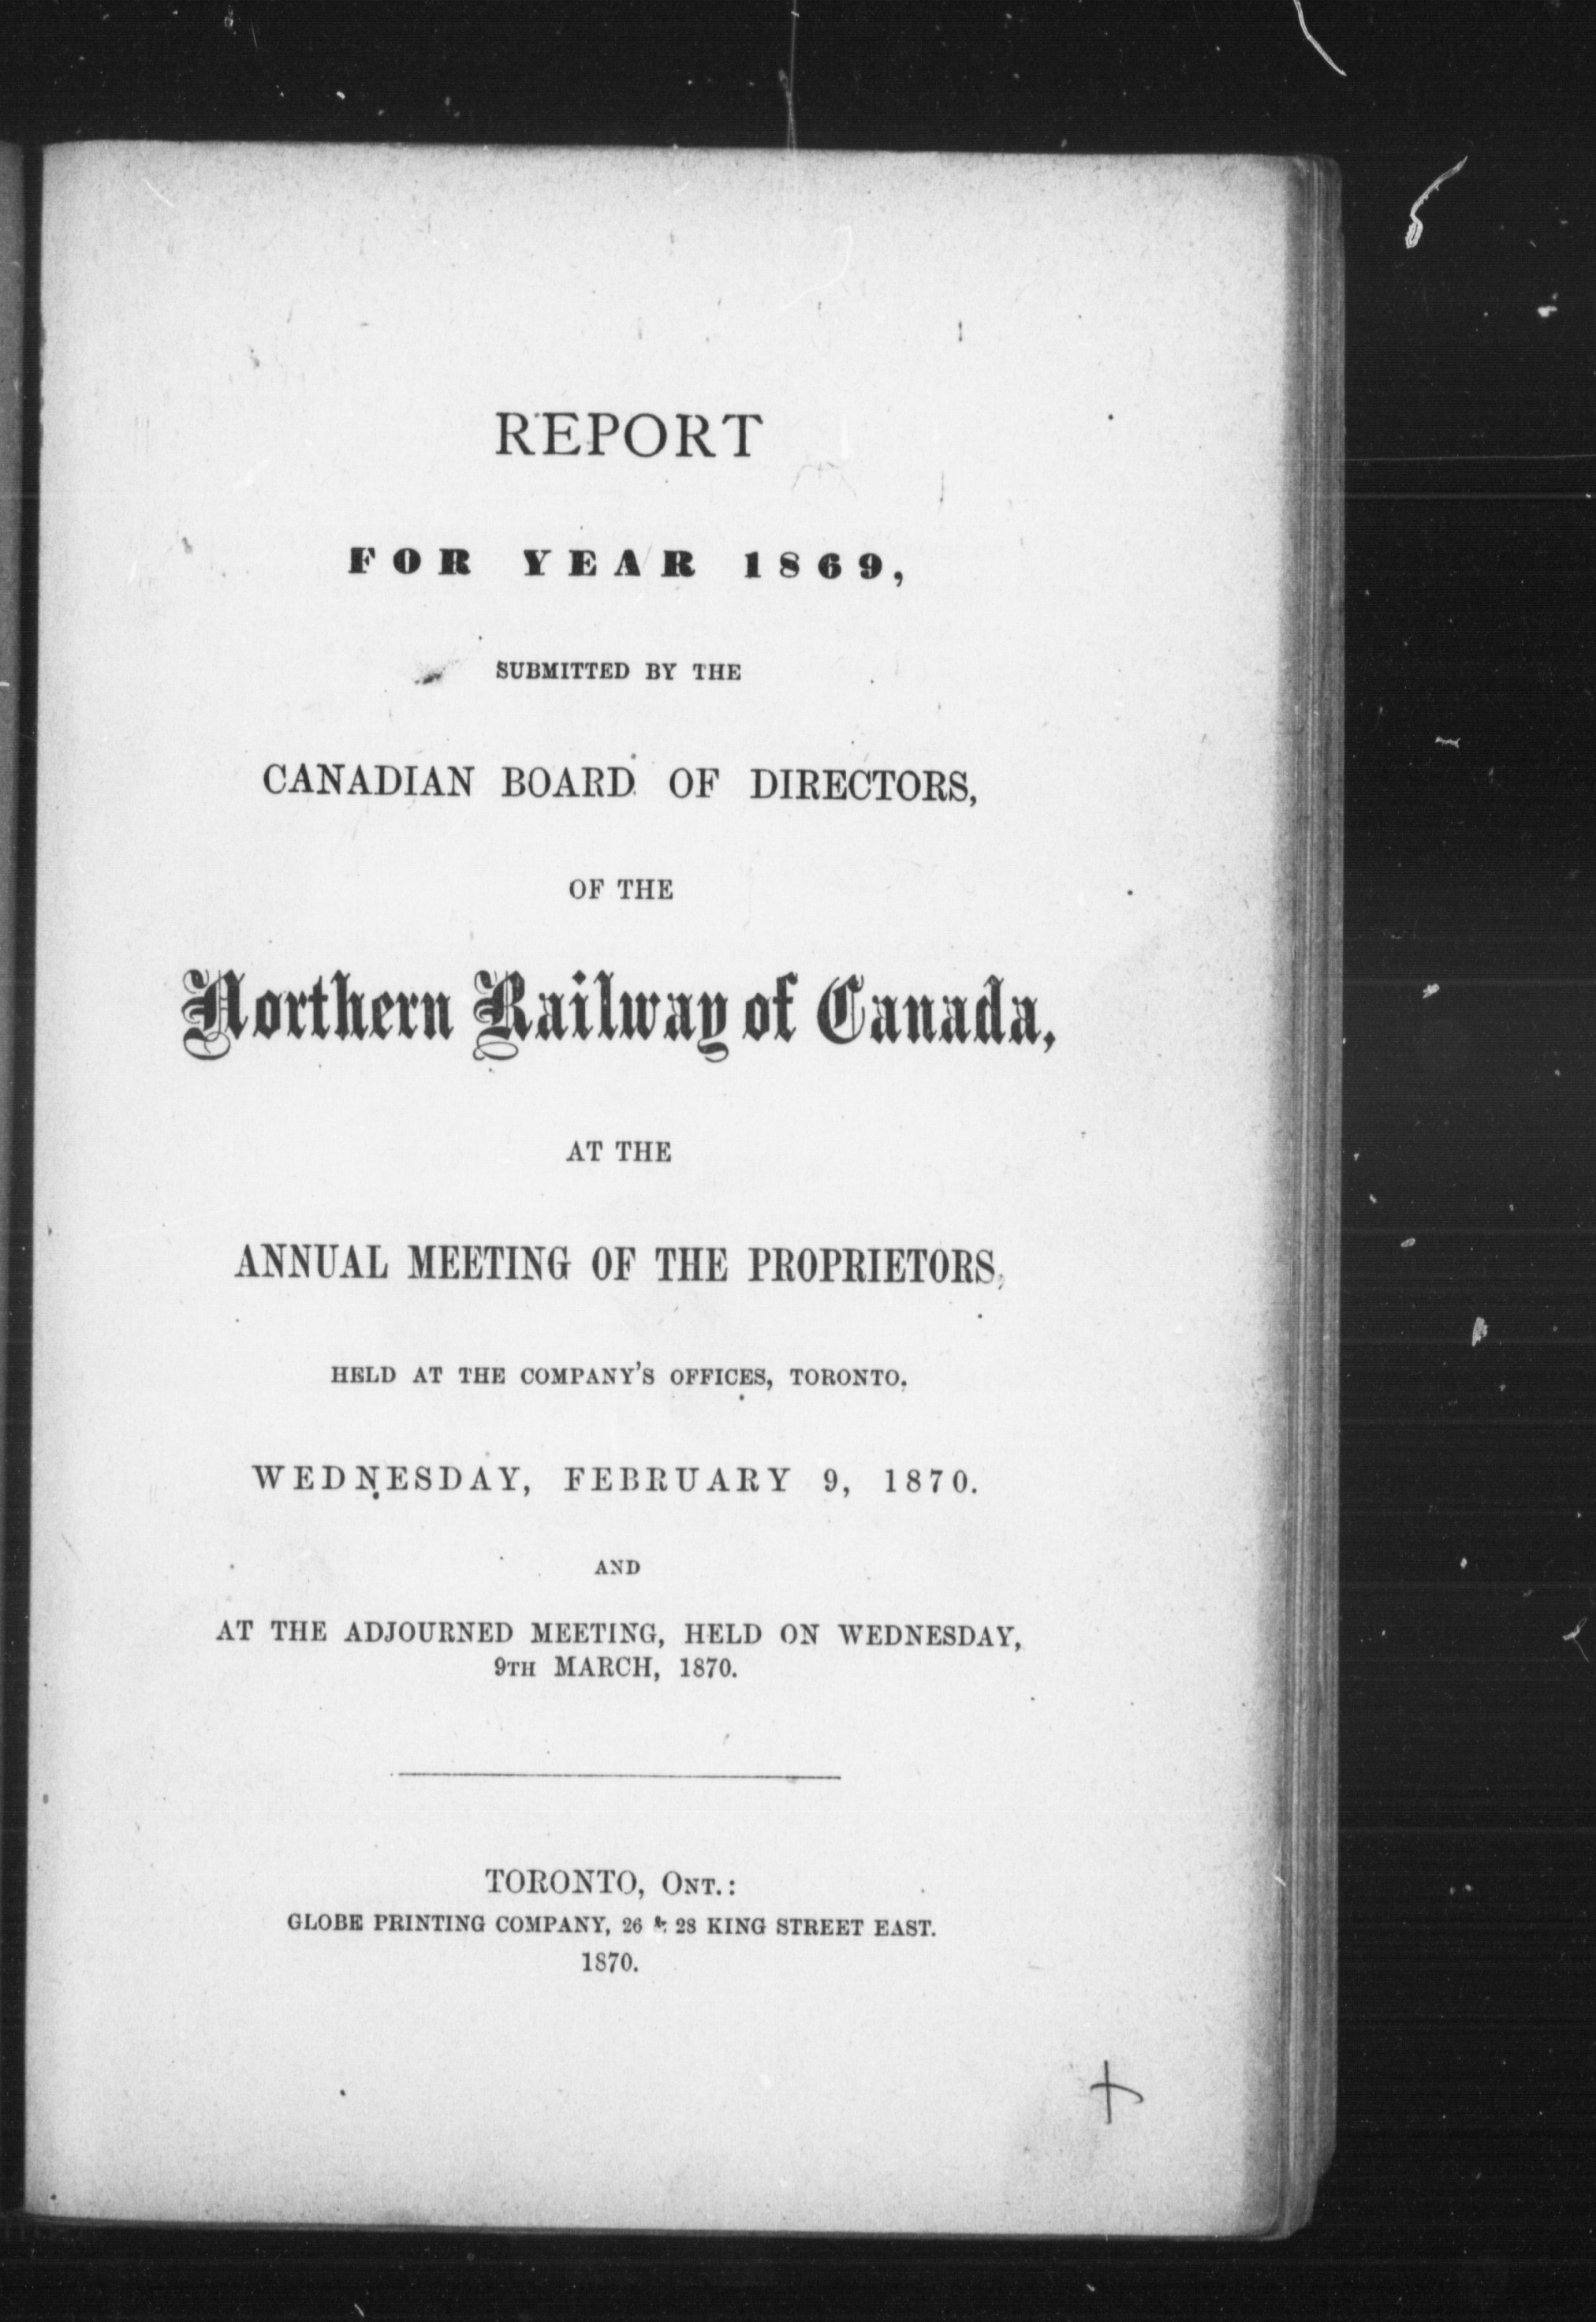 REPORT
FOR YEAR 1869,
SUBMITTED BY THE
CANADIAN BOARD OF DIRECTORS,
OF THE
Northern Railway of Canada,
AT THE
ANNUAL MEETING OF THE PROPRIETORS,
HELD AT THE COMPANY'S OFFICES, TORONTO.
WEDNESDAY, FEBRUARY 9, 1870.
AND
AT THE ADJOURNED MEETING, HELD ON WEDNESDAY,
9TH MARCH, 1870.
TORONTO, ONT.:
GLOBE PRINTING COMPANY, 26 & 28 KING STREET EAST.
1870.